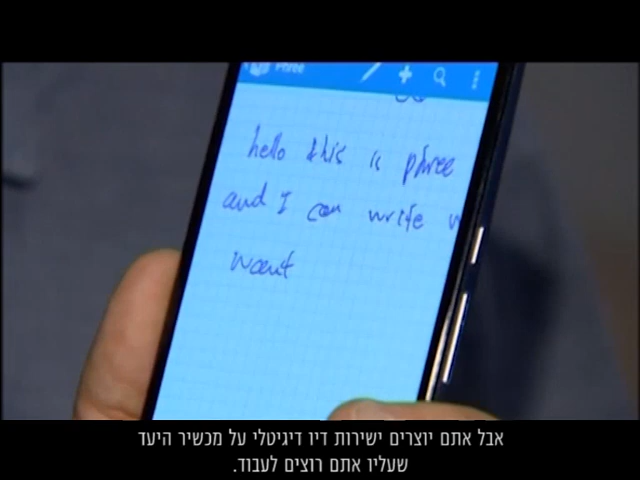 Phree
hello this is phree
and I can write w
want
אבל אתם יוצרים ישירות דיו דיגיטלי על מכשיר היעד
שעליו אתם רוצים לעבוד.